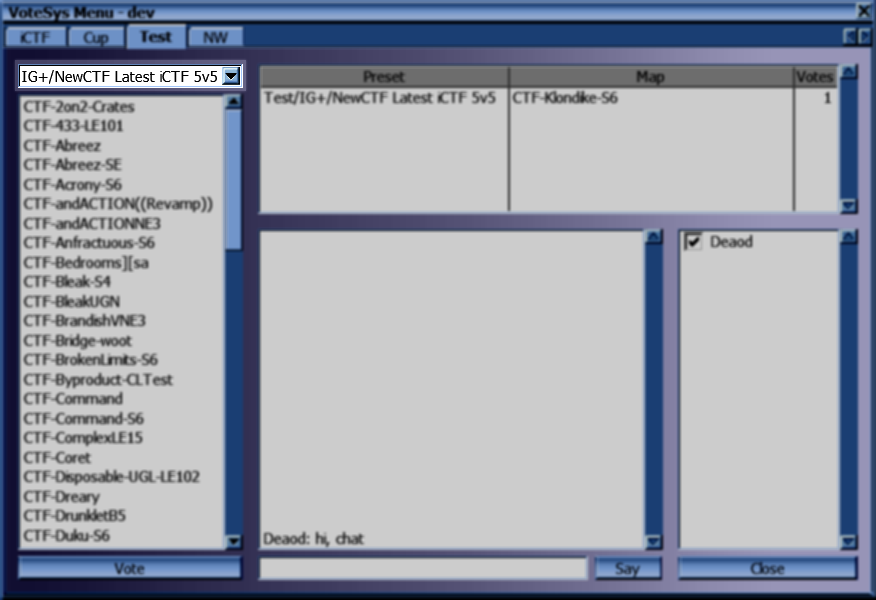 VoteSys Menu - dev
iCTF Cup Test NW
IG+/NewCTF Latest iCTF 5v5
CTF-2on2-Crates
CTF-433-LE101
CTF-Abreez
CTF-Abreez-SE
CTF-Acrony-S6
CTF-andACTION((Revamp))
CTF-andACTIONNE3
CTF-Anfractuous-S6
CTF-Bedrooms][sa
CTF-Bleak-S4
CTF-BleakUGN
CTF-BrandishVNE3
CTF-Bridge-woot
CTF-BrokenLimits-S6
CTF-Byproduct-CLTest
CTF-Command
CTF-Command-S6
CTF-ComplexLE15
CTF-Coret
CTF-Disposable-UGL-LE102
CTF-Dreary
CTF-DrunkletB5
CTF-Duku-S6
Vote
Preset Map Votes
Test/IG+/NewCTF Latest iCTF 5v5 CTF-Klondike-S6 1
Deaod: hi, chat
Say
Deaod
Close